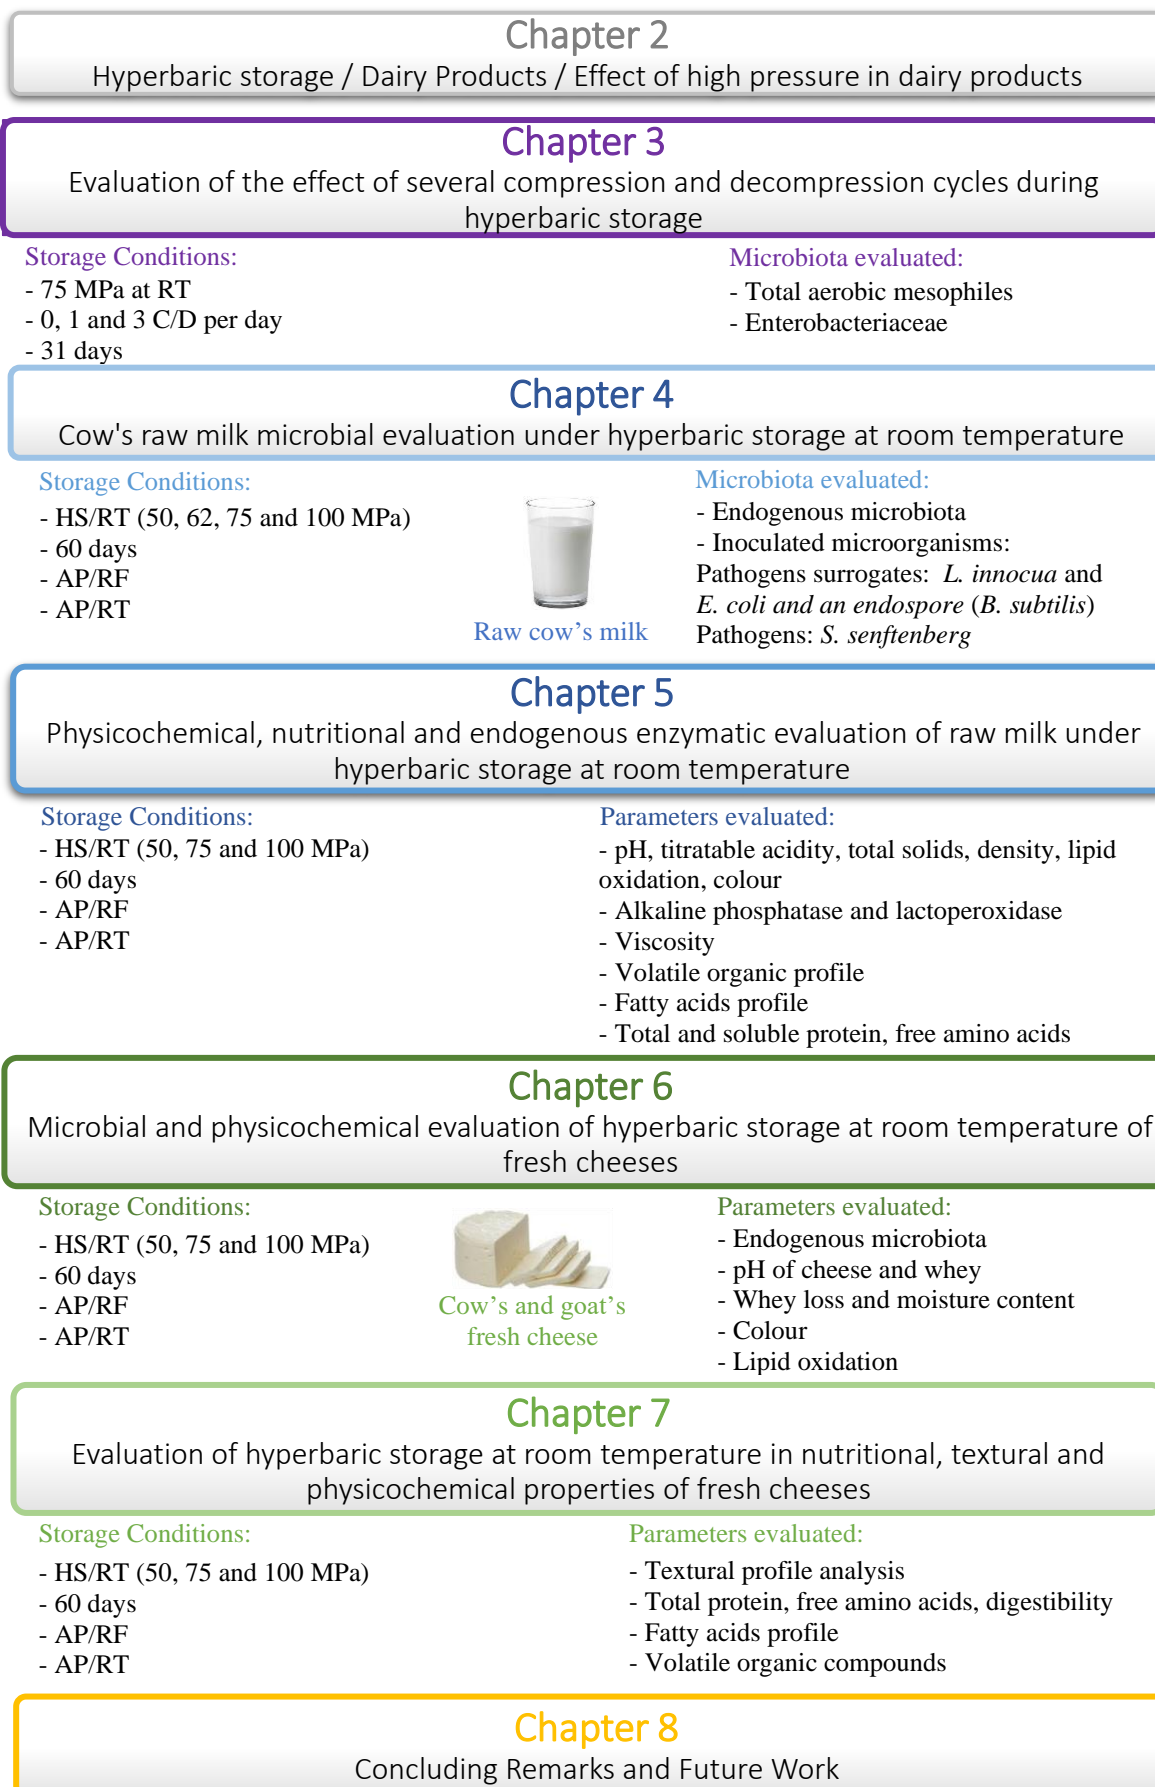 Chapter 2
Hyperbaric storage / Dairy Products / Effect of high pressure in dairy products
Chapter 3
Evaluation of the effect of several compression and decompression cycles during
hyperbaric storage
Storage Conditions:
- 75 MPa at RT
- 0, 1 and 3 C/D per day
- 31 days
Microbiota evaluated:
- Total aerobic mesophiles
- Enterobacteriaceae
Chapter 4
Cow's raw milk microbial evaluation under hyperbaric storage at room temperature
Storage Conditions:
- HS/RT (50, 62, 75 and 100 MPa)
- 60 days
- AP/RF
- AP/RT
Raw cow’s milk
Microbiota evaluated:
- Endogenous microbiota
- Inoculated microorganisms:
Pathogens surrogates: L. innocua and
E. coli and an endospore (B. subtilis)
Pathogens: S. senftenberg
Chapter 5
Physicochemical, nutritional and endogenous enzymatic evaluation of raw milk under
hyperbaric storage at room temperature
Storage Conditions:
- HS/RT (50, 75 and 100 MPa)
- 60 days
- AP/RF
- AP/RT
Parameters evaluated:
- pH, titratable acidity, total solids, density, lipid
oxidation, colour
- Alkaline phosphatase and lactoperoxidase
- Viscosity
- Volatile organic profile
- Fatty acids profile
- Total and soluble protein, free amino acids
Chapter 6
Microbial and physicochemical evaluation of hyperbaric storage at room temperature of
fresh cheeses
Storage Conditions:
- HS/RT (50, 75 and 100 MPa)
- 60 days
- AP/RF
- AP/RT
Cow’s and goat’s
fresh cheese
Parameters evaluated:
- Endogenous microbiota
- pH of cheese and whey
- Whey loss and moisture content
- Colour
- Lipid oxidation
Chapter 7
Evaluation of hyperbaric storage at room temperature in nutritional, textural and
physicochemical properties of fresh cheeses
Storage Conditions:
- HS/RT (50, 75 and 100 MPa)
- 60 days
- AP/RF
- AP/RT
Parameters evaluated:
- Textural profile analysis
- Total protein, free amino acids, digestibility
- Fatty acids profile
- Volatile organic compounds
Chapter 8
Concluding Remarks and Future Work